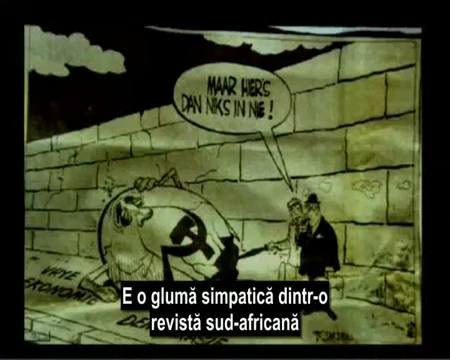 MAAR HIER'S
DAN NIKS IN NIE!
VRYE
EKONOMIE
E o glumă simpatică dintr-o
revistă sud-africană